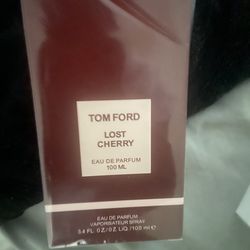 TOM FORD
LOST
CHERRY
EAU DE PARFUM
100 ML
EAU DE PARFUM
VAPORISATEUR SPRAY
3.4 FL. OZ/OZ LIQ./100 ml e